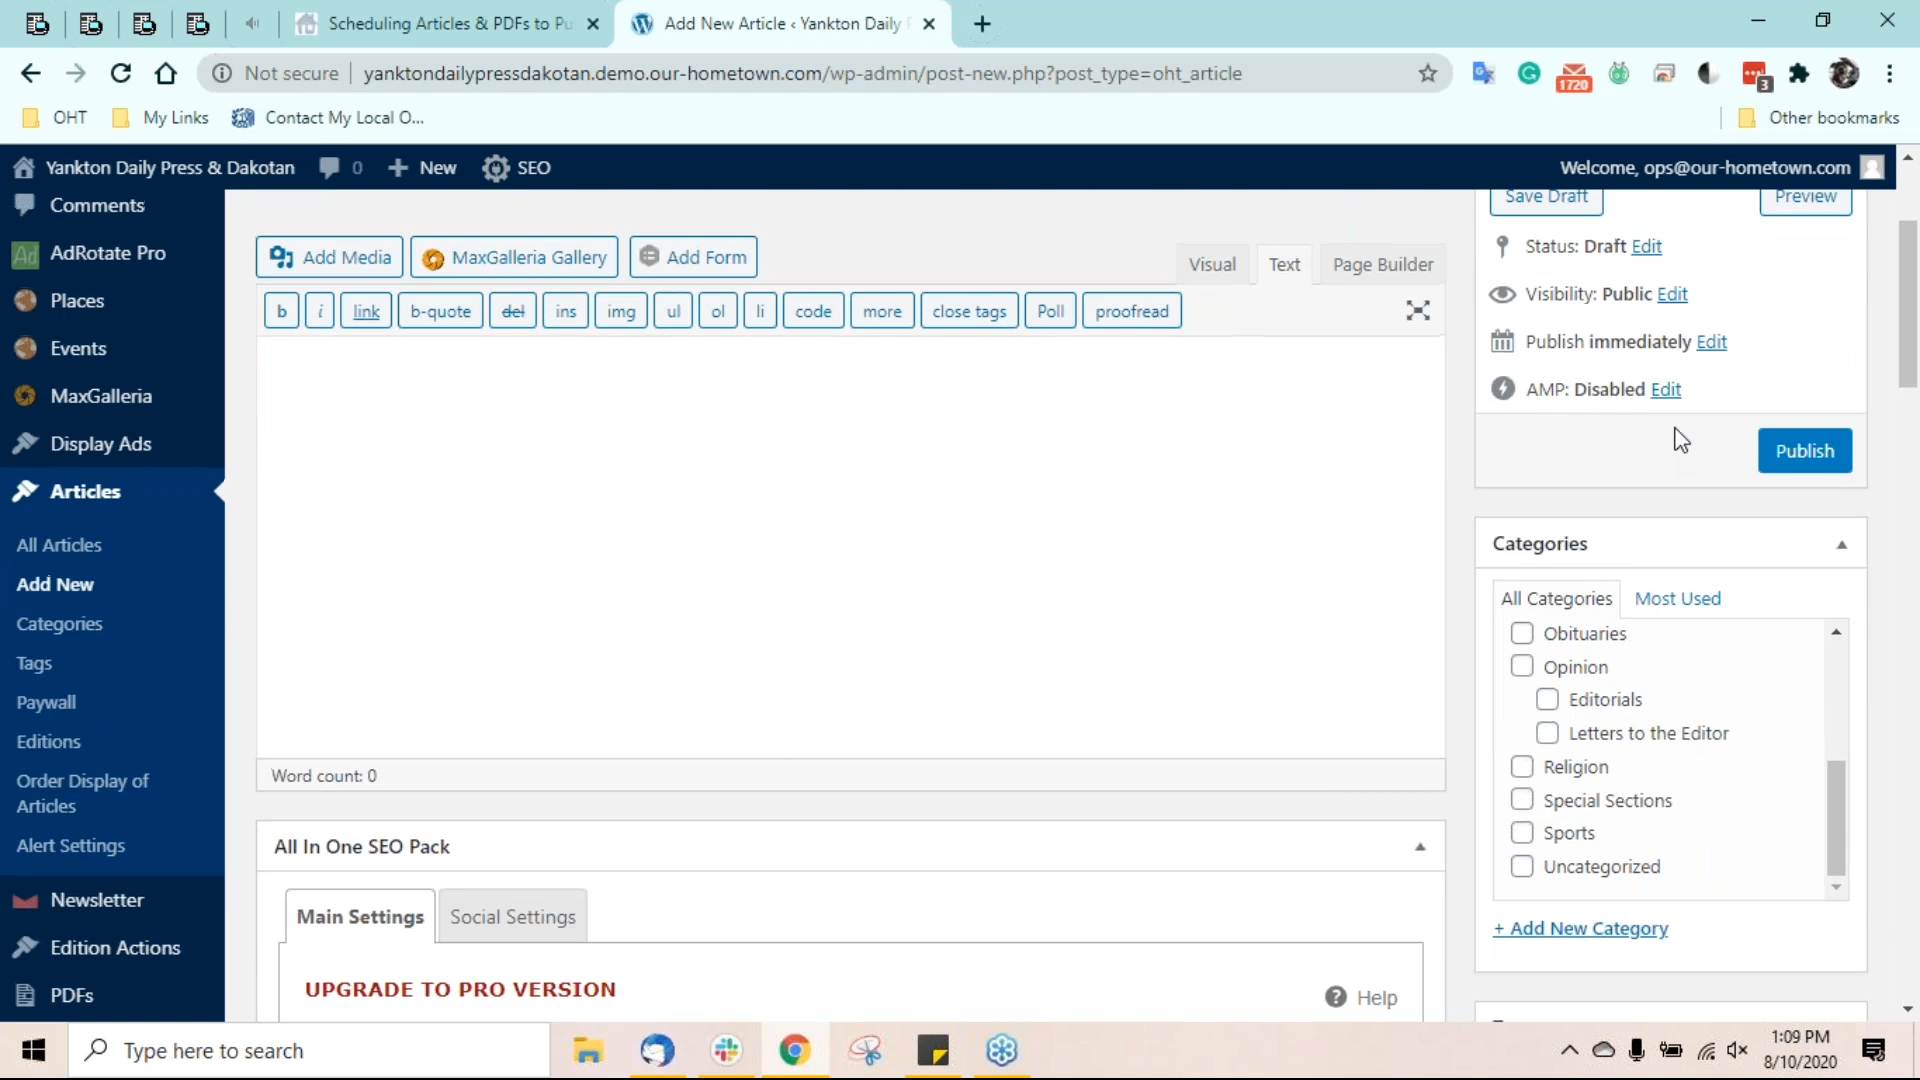 Scheduling Articles & PDFs to Pu
Add New Article ‹ Yankton Daily P
Not secure
yanktondailypressdakotan.demo.our-hometown.com/wp-admin/post-new.php?post_type=oht_article
1720
3
OHT
My Links
Contact My Local O...
Other bookmarks
Yankton Daily Press & Dakotan
0
New
SEO
Welcome, ops@our-hometown.com
Comments
Ad
AdRotate Pro
Places
Events
MaxGalleria
Display Ads
Articles
All Articles
Add New
Categories
Tags
Paywall
Editions
Order Display of
Articles
Alert Settings
Newsletter
Edition Actions
PDFs
Add Media
MaxGalleria Gallery
Add Form
Visual
Text
Page Builder
b
i
link
b-quote
del
ins
img
ul
ol
li
code
more
close tags
Poll
proofread
Word count: 0
All In One SEO Pack
Main Settings
Social Settings
UPGRADE TO PRO VERSION
Help
Save Draft
Preview
Status: Draft Edit
Visibility: Public Edit
Publish immediately Edit
AMP: Disabled Edit
Publish
Categories
All Categories
Most Used
Obituaries
Opinion
Editorials
Letters to the Editor
Religion
Special Sections
Sports
Uncategorized
+ Add New Category
Type here to search
1:09 PM
8/10/2020